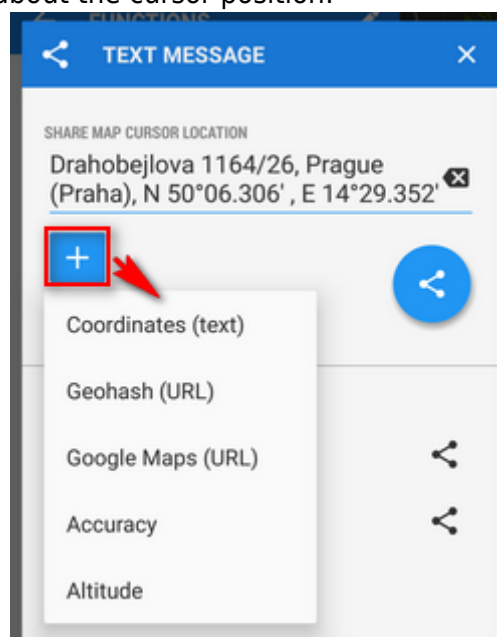 about the cursor position.
FUNCTIONS
TEXT MESSAGE
SHARE MAP CURSOR LOCATION
Drahobejlova 1164/26, Prague
(Praha), N 50°06.306' , E 14°29.352'
Coordinates (text)
Geohash (URL)
Google Maps (URL)
Accuracy
Altitude